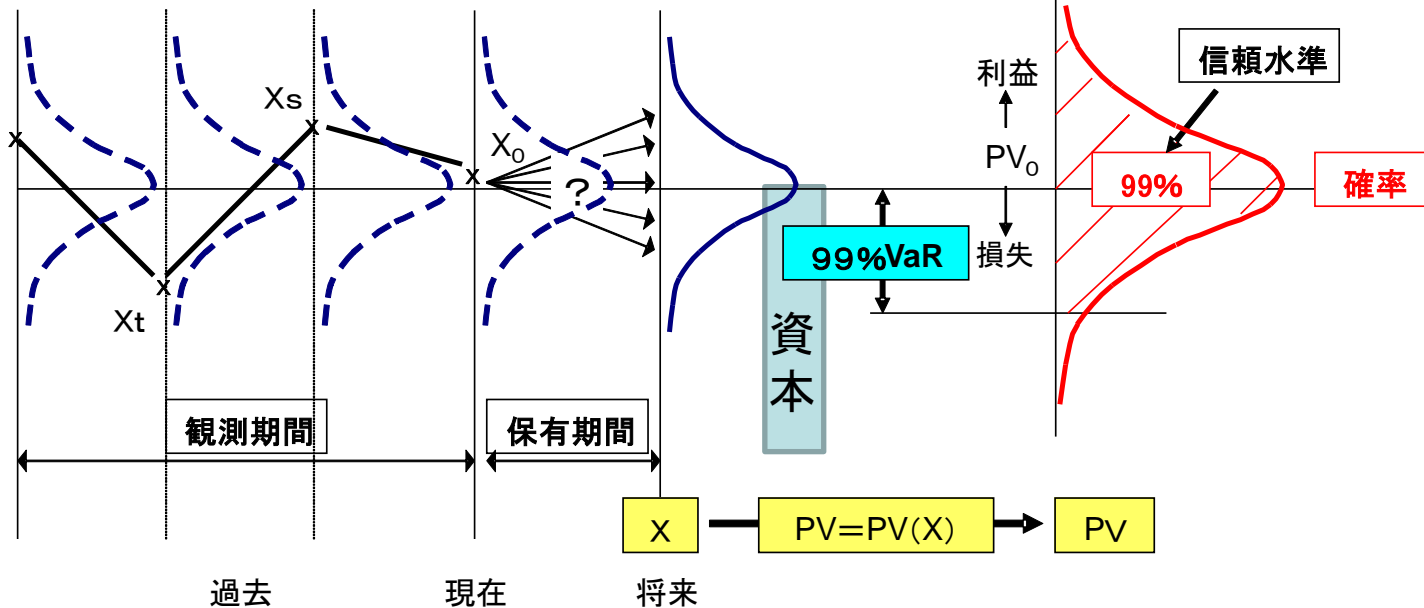 信頼水準
利益
Xs
X₀
PV₀
?
99%
確率
99%VaR
損失
Xt
資
本
観測期間
保有期間
X
PV=PV(X)
PV
過去
現在
将来